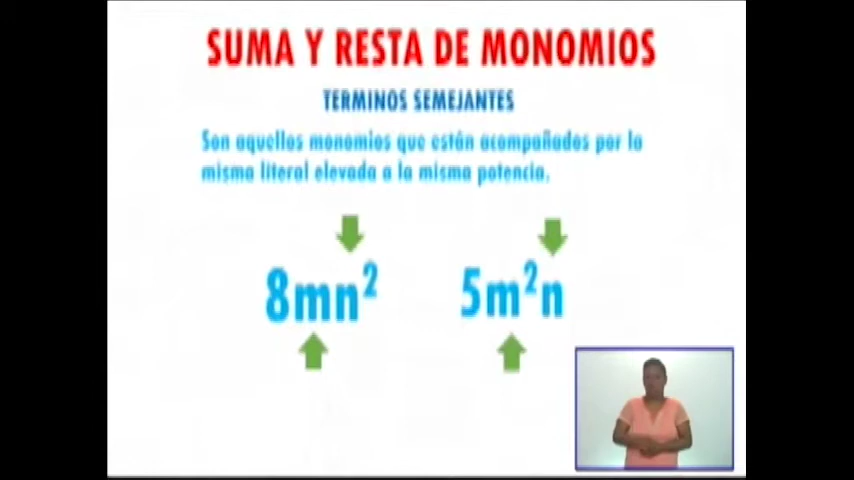 SUMA Y RESTA DE MONOMIOS
TERMINOS SEMEJANTES
Son aquellos monomios que están acompañados por la
misma literal elevada a la misma potencia.
8mn² 5m²n